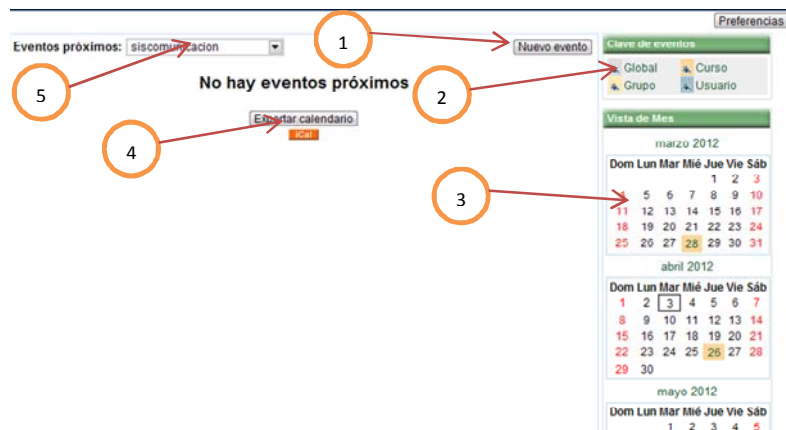 Preferencias
Eventos próximos: siscomunicacion
1
Nuevo evento
Clave de eventos
Global Curso
Grupo Usuario
5
No hay eventos próximos
2
Exportar calendario
iCal
4
Vista de Mes
marzo 2012
Dom Lun Mar Mié Jue Vie Sáb
1 2 3
4 5 6 7 8 9 10
3
11 12 13 14 15 16 17
18 19 20 21 22 23 24
25 26 27 28 29 30 31
abril 2012
Dom Lun Mar Mié Jue Vie Sáb
1 2 3 4 5 6 7
8 9 10 11 12 13 14
15 16 17 18 19 20 21
22 23 24 25 26 27 28
29 30
mayo 2012
Dom Lun Mar Mié Jue Vie Sáb
1 2 3 4 5